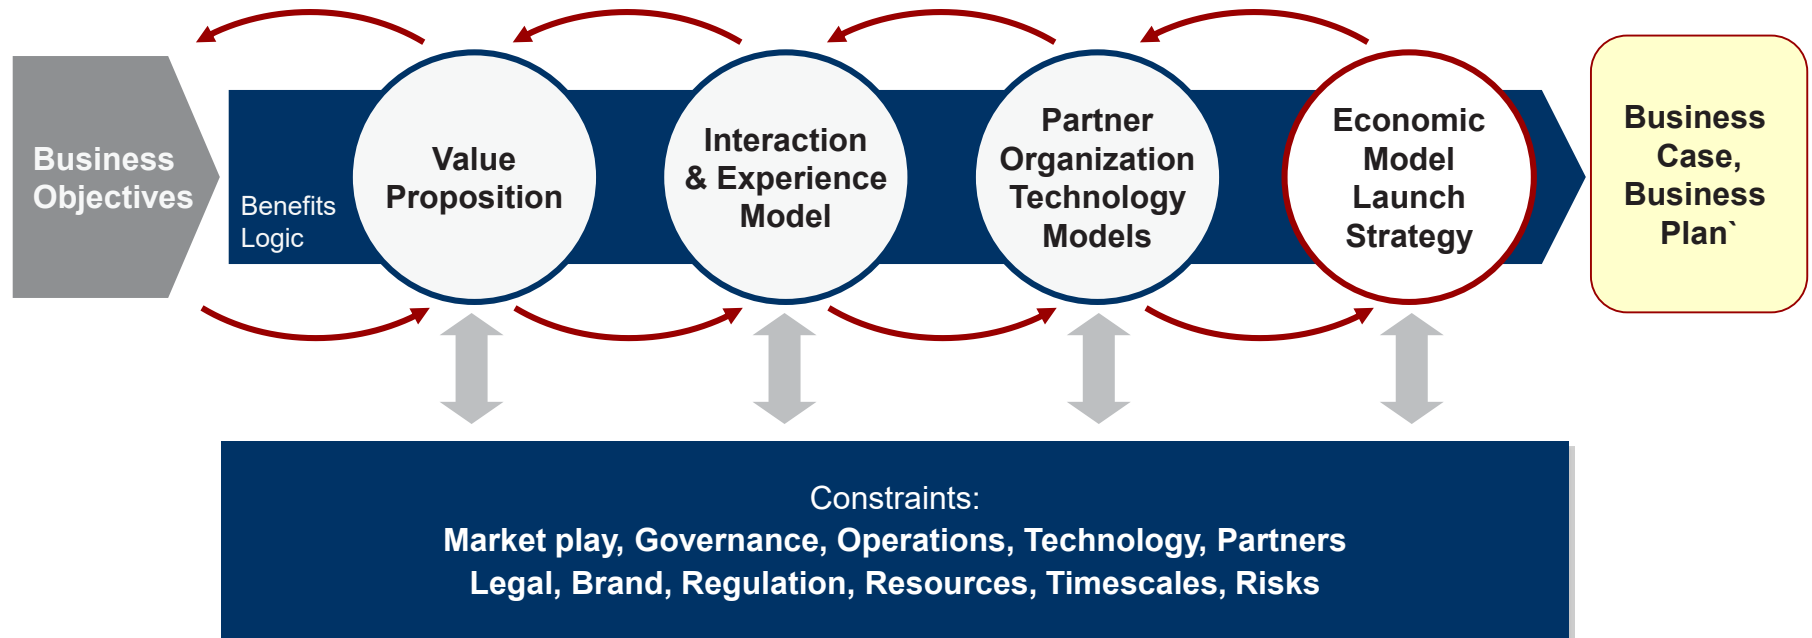 Business
Objectives
Benefits
Logic
Value
Proposition
Interaction
& Experience
Model
Partner
Organization
Technology
Models
Economic
Model
Launch
Strategy
Business
Case,
Business
Plan`
Constraints:
Market play, Governance, Operations, Technology, Partners
Legal, Brand, Regulation, Resources, Timescales, Risks